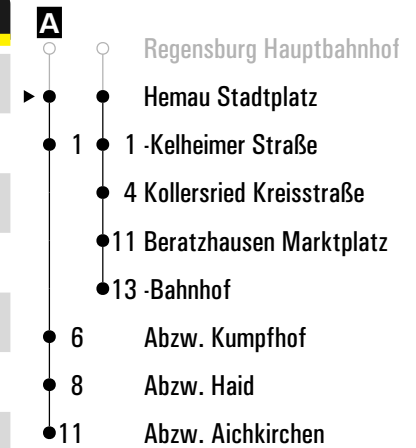 A
Regensburg Hauptbahnhof
Hemau Stadtplatz
1 1 -Kelheimer Straße
4 Kollersried Kreisstraße
11 Beratzhausen Marktplatz
13 -Bahnhof
6 Abzw. Kumpfhof
8 Abzw. Haid
11 Abzw. Aichkirchen